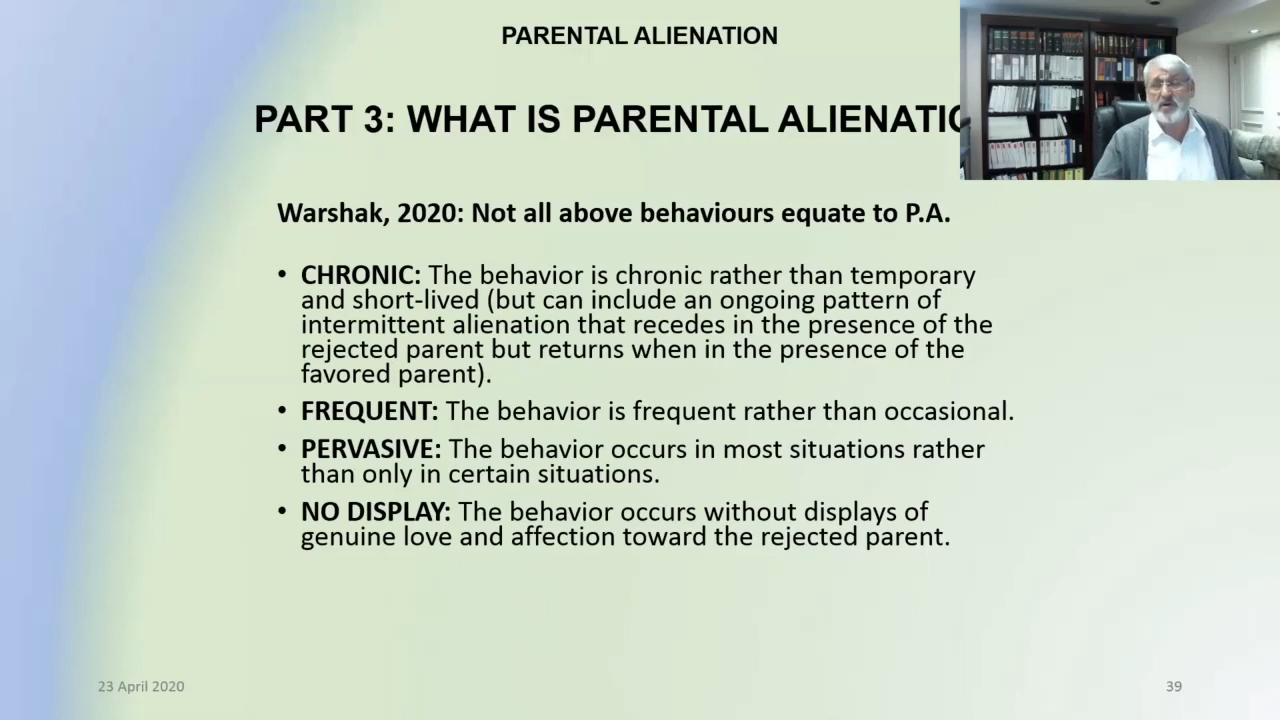 PARENTAL ALIENATION
PART 3: WHAT IS PARENTAL ALIENATIO
Warshak, 2020: Not all above behaviours equate to P.A.
• CHRONIC: The behavior is chronic rather than temporary
and short-lived (but can include an ongoing pattern of
intermittent alienation that recedes in the presence of the
rejected parent but returns when in the presence of the
favored parent).
• FREQUENT: The behavior is frequent rather than occasional.
• PERVASIVE: The behavior occurs in most situations rather
than only in certain situations.
• NO DISPLAY: The behavior occurs without displays of
genuine love and affection toward the rejected parent.
23 April 2020
39